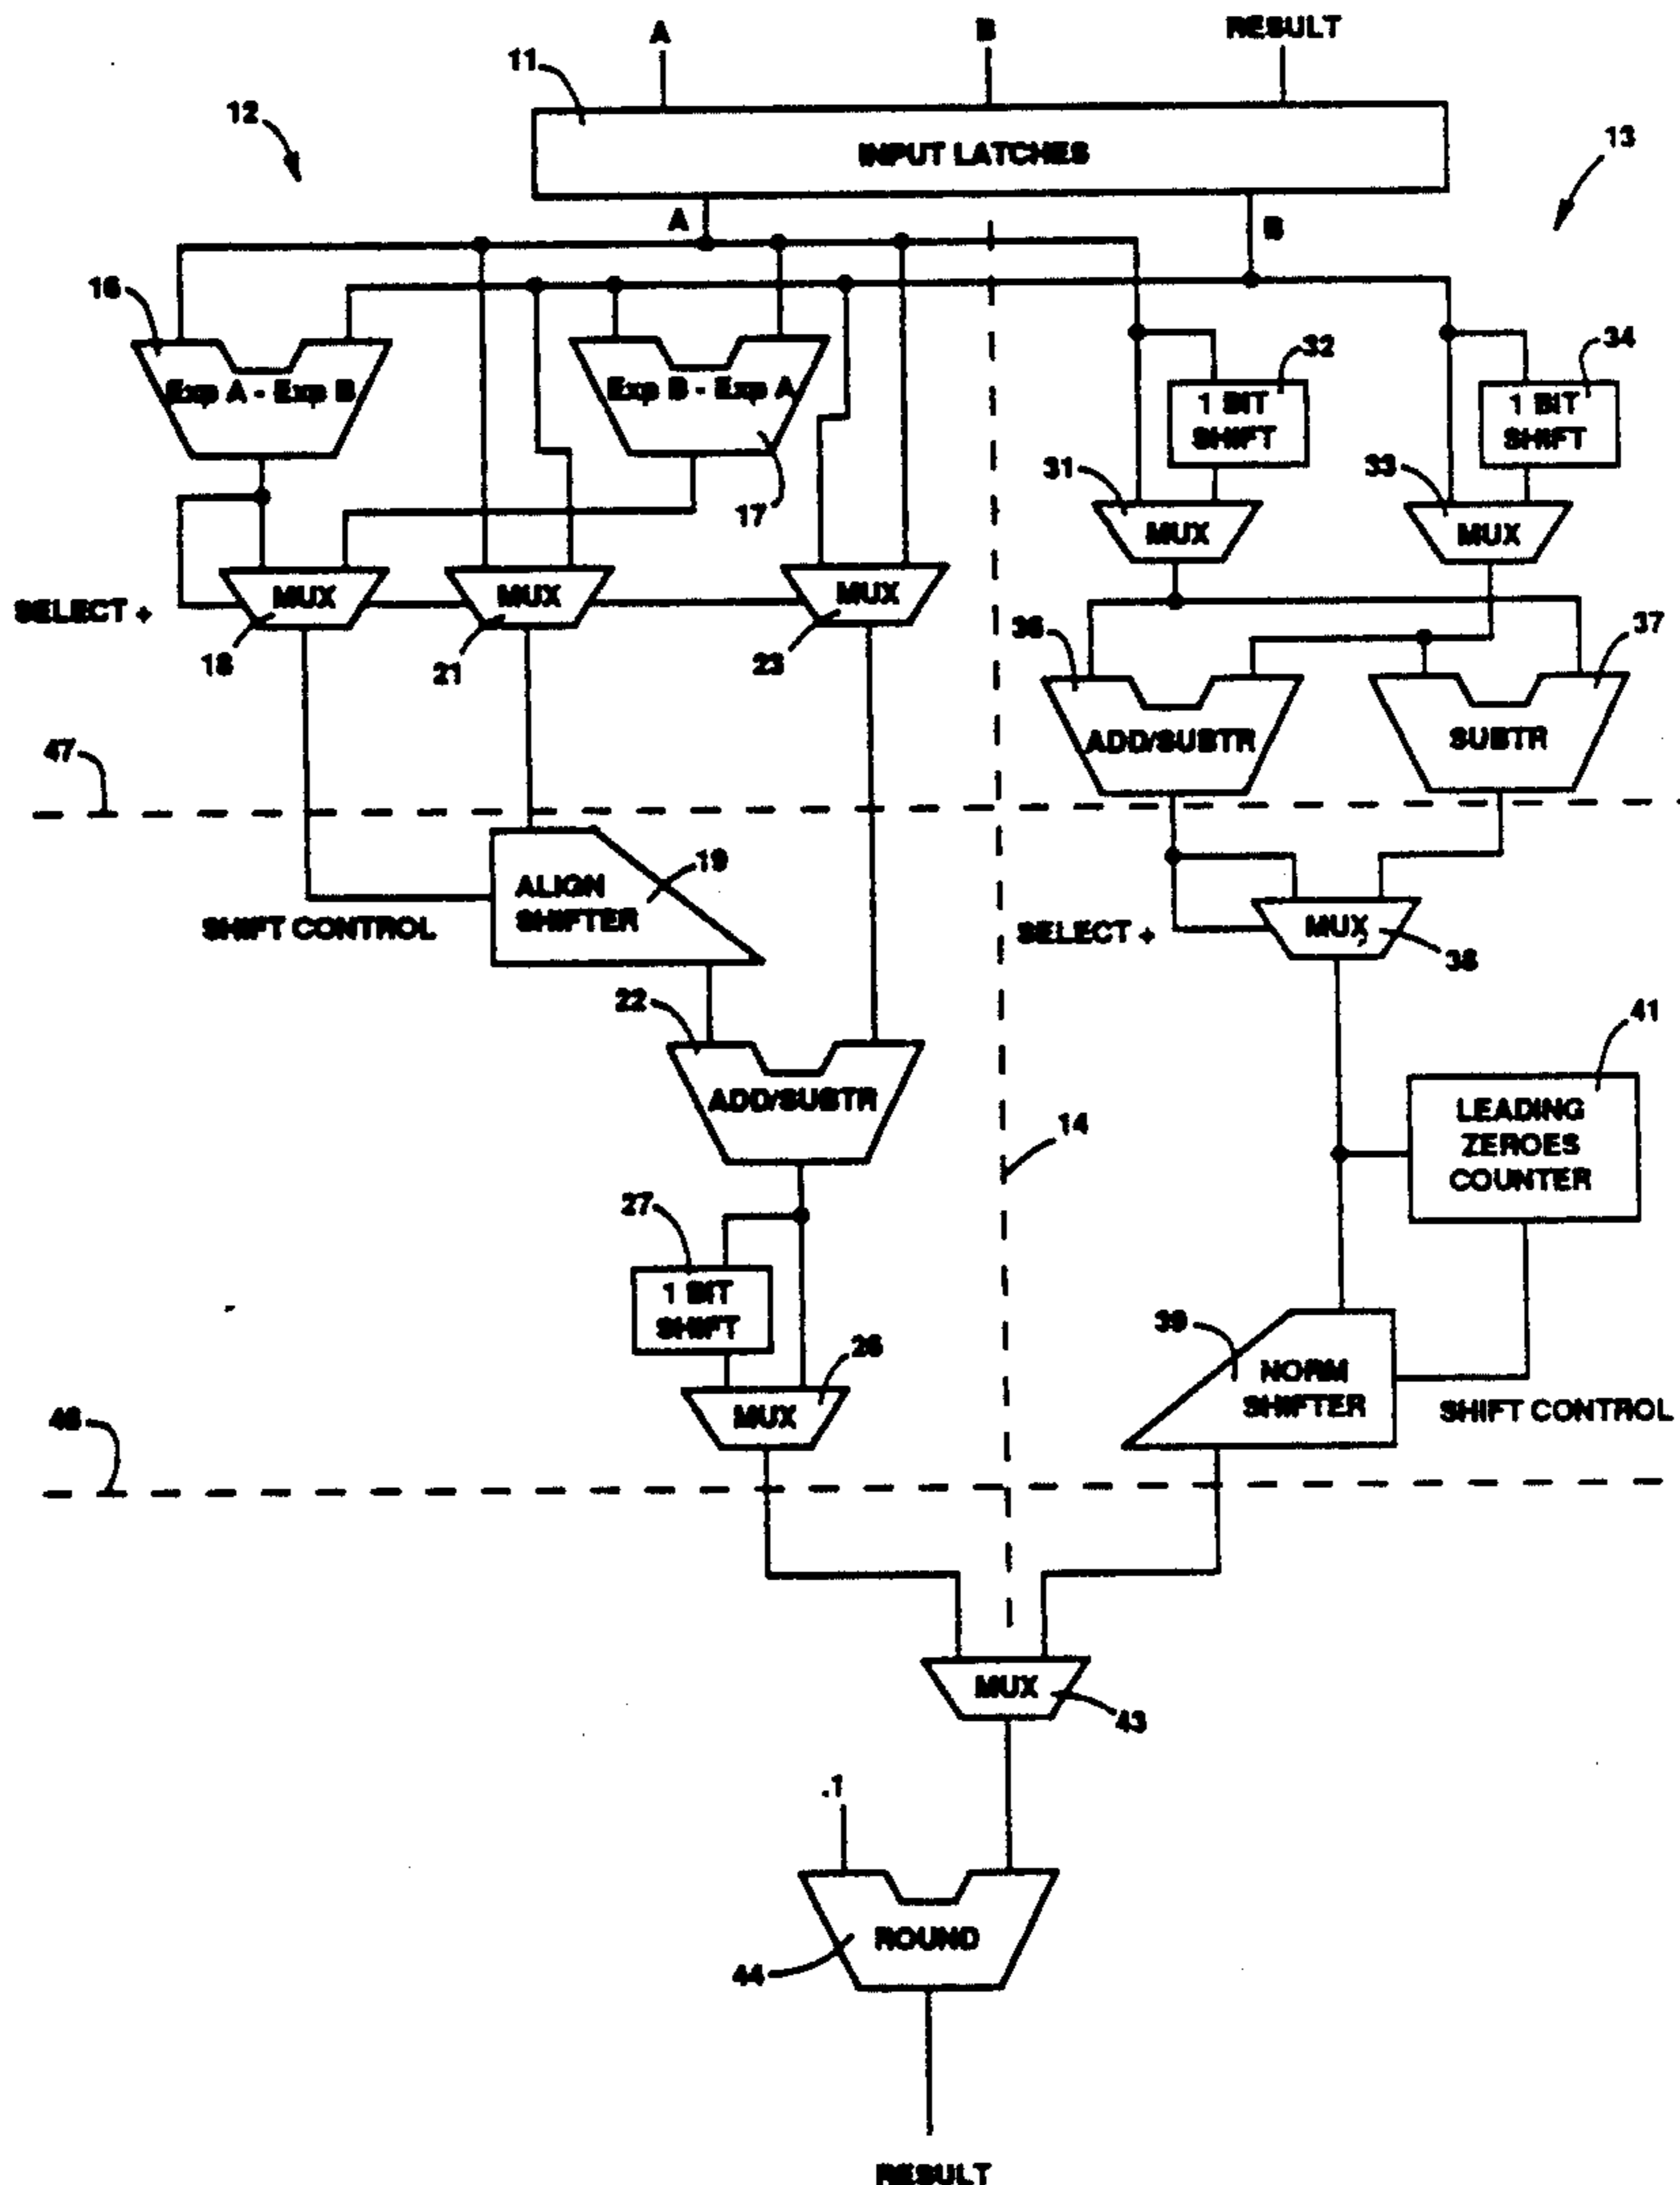 A
B
RESULT
11
12
13
INPUT LATCHES
A
B
16
Exp A - Exp B
Exp B - Exp A
17
32
1 BIT
SHIFT
34
1 BIT
SHIFT
31
MUX
33
MUX
SELECT +
MUX
18
MUX
21
MUX
23
36
ADD/SUBTR
37
SUBTR
47
ALIGN
SHIFTER
19
SHIFT CONTROL
SELECT +
MUX
38
22
ADD/SUBTR
41
LEADING
ZEROES
COUNTER
14
27
1 BIT
SHIFT
26
MUX
39
NORM
SHIFTER
SHIFT CONTROL
48
MUX
43
.1
ROUND
44
RESULT